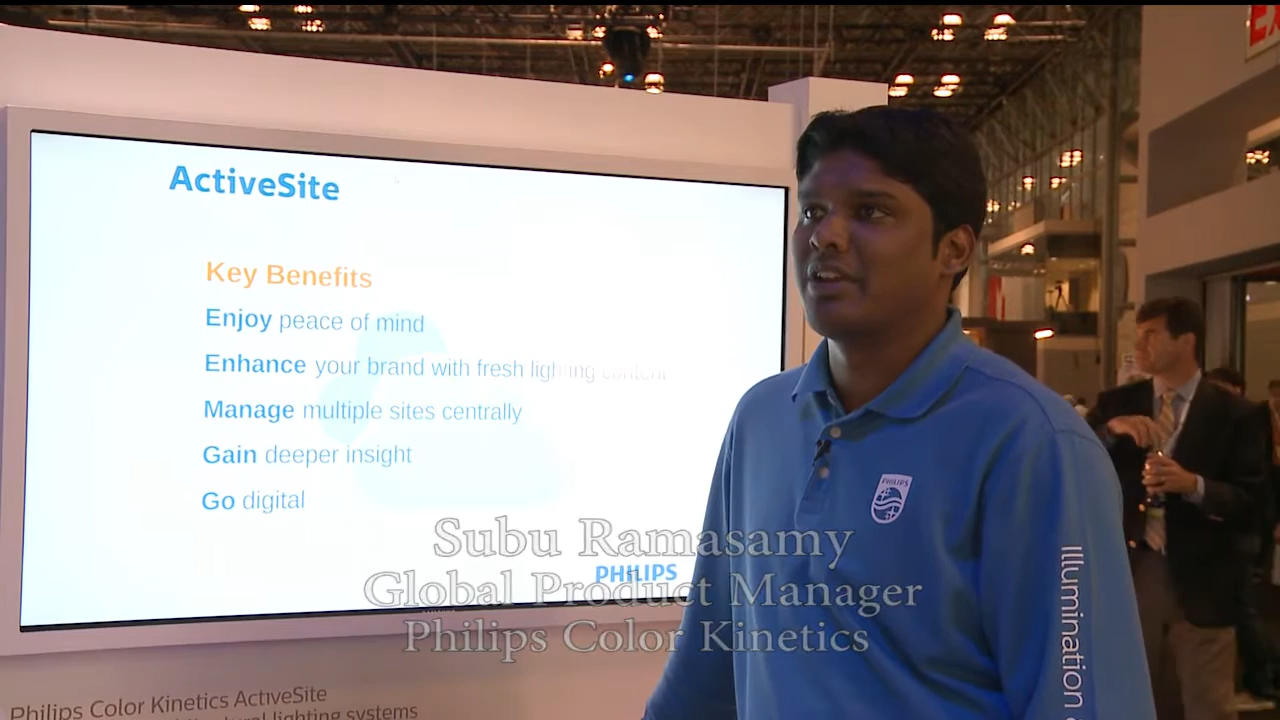 ActiveSite
Key Benefits
Enjoy peace of mind
Enhance your brand with fresh lighting content
Manage multiple sites centrally
Gain deeper insight
Go digital
PHILIPS
Subu Ramasamy
Global Product Manager
Philips Color Kinetics
PHILIPS
Illumination
Philips Color Kinetics ActiveSite
lighting systems